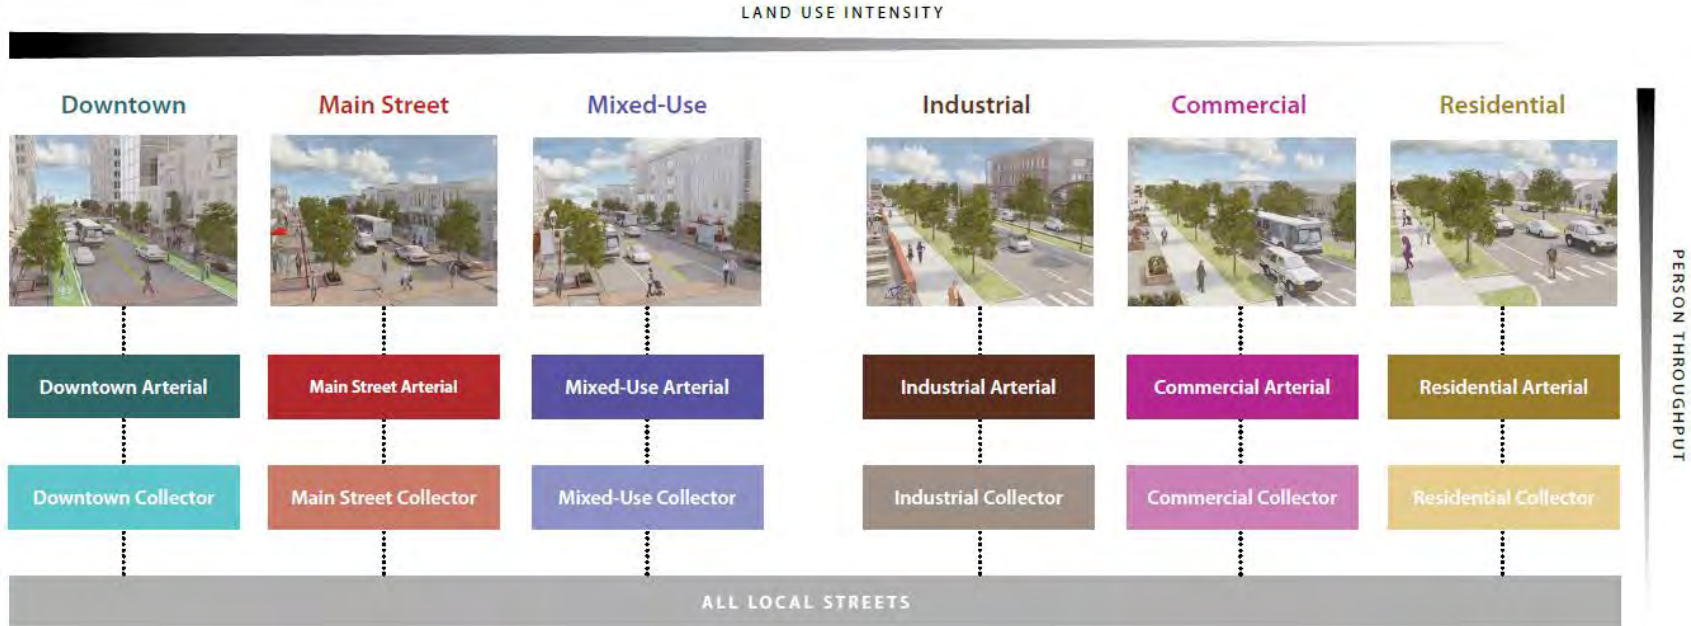 LAND USE INTENSITY
Downtown
Main Street
Mixed-Use
Industrial
Commercial
Residential
PERSON THROUGHPUT
Downtown Arterial
Main Street Arterial
Mixed-Use Arterial
Industrial Arterial
Commercial Arterial
Residential Arterial
Downtown Collector
Main Street Collector
Mixed-Use Collector
Industrial Collector
Commercial Collector
Residential Collector
ALL LOCAL STREETS